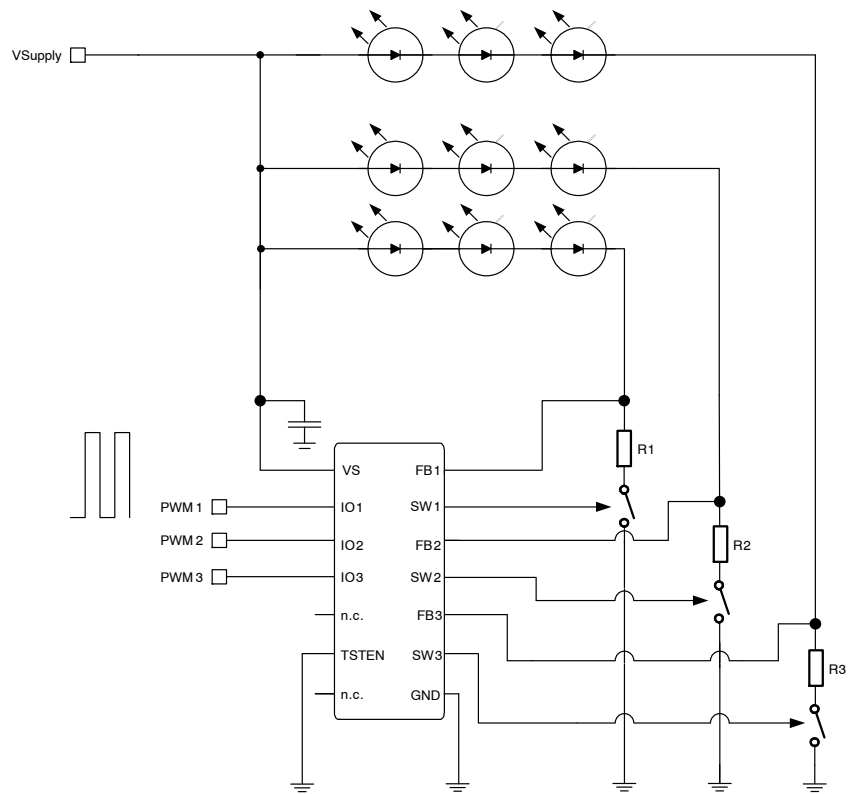 VSupply
R1
VS FB1
PWM 1 IO1 SW1
PWM 2 IO2 FB2 R2
PWM 3 IO3 SW2
n.c. FB3
TSTEN SW3 R3
n.c. GND